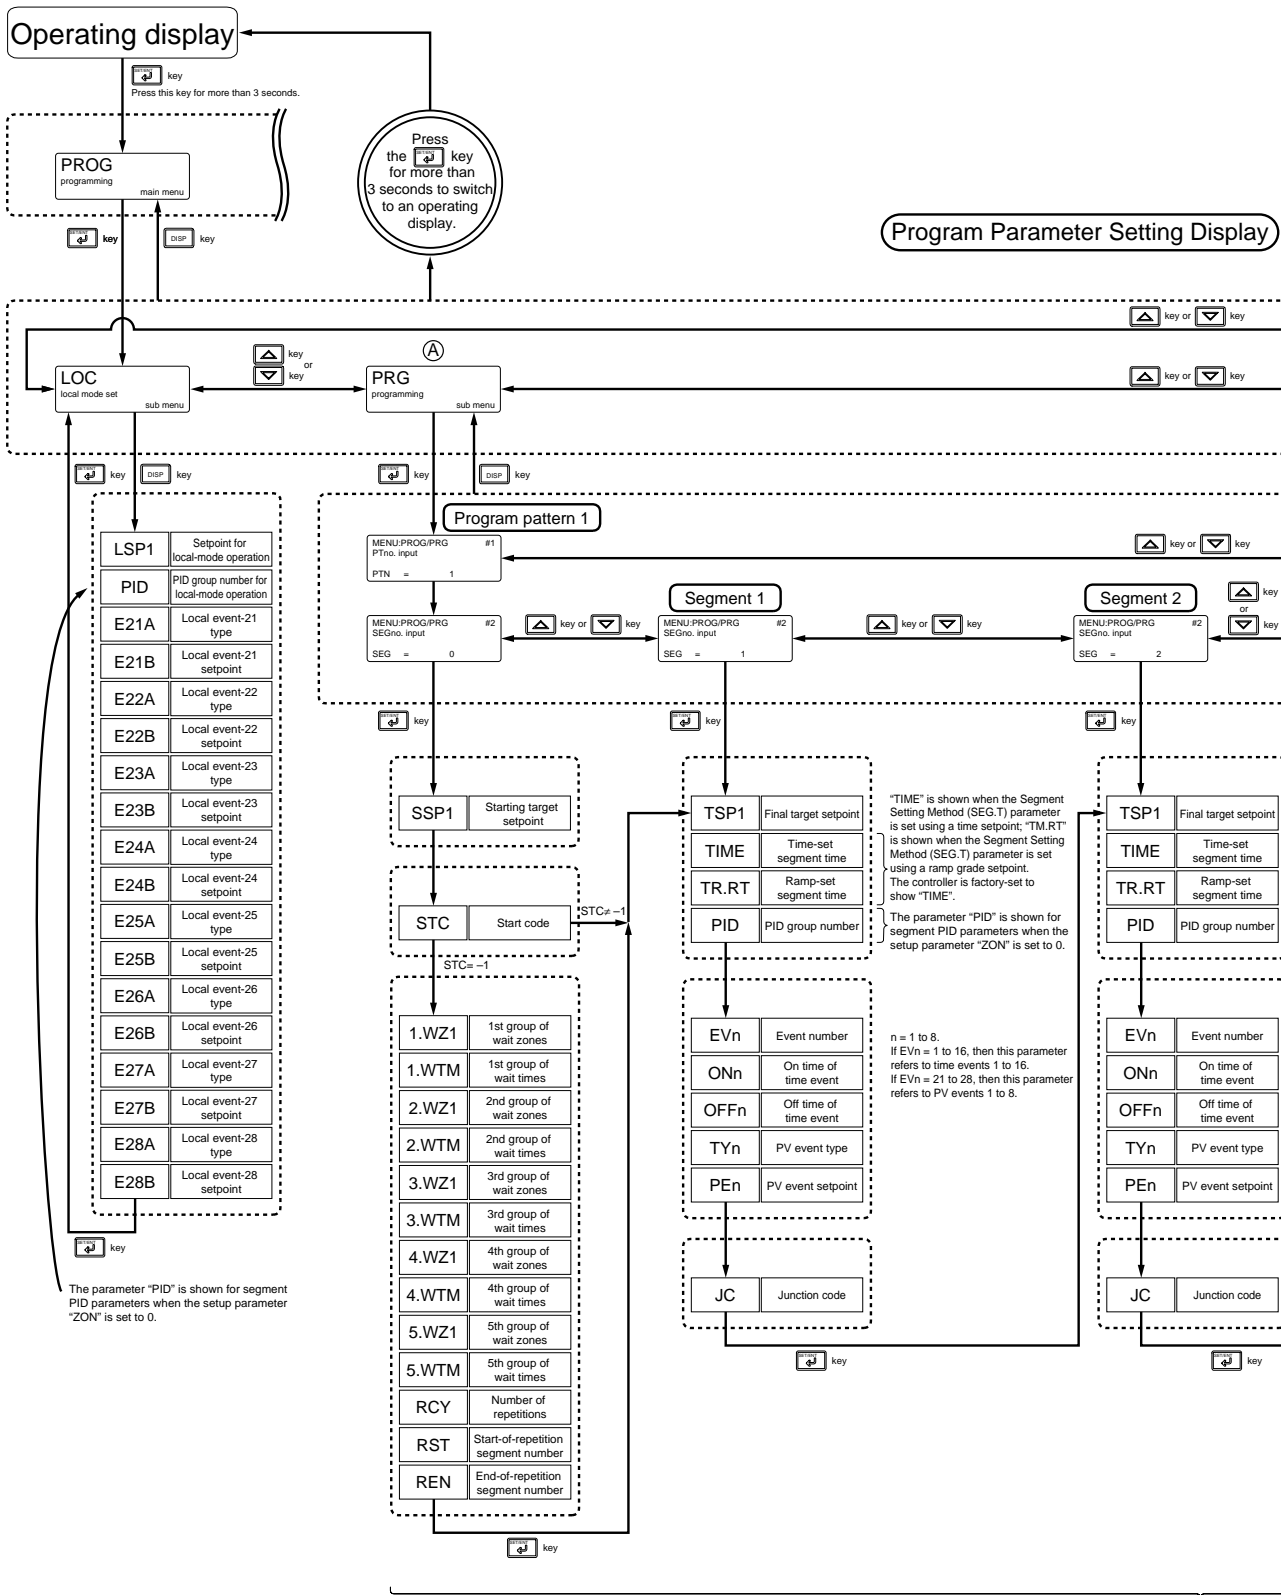 Operating display
SET/ENT
key
Press this key for more than 3 seconds.
PROG
programming
main menu
Press
the SET/ENT key
for more than
3 seconds to switch
to an operating
display.
SET/ENT
key
DISP key
Program Parameter Setting Display
key or key
LOC
local mode set
sub menu
key
or
key
A
PRG
programming
sub menu
key or key
SET/ENT
key
DISP key
SET/ENT
key
DISP key
LSP1 Setpoint for
local-mode operation
PID PID group number for
local-mode operation
E21A Local event-21
type
E21B Local event-21
setpoint
E22A Local event-22
type
E22B Local event-22
setpoint
E23A Local event-23
type
E23B Local event-23
setpoint
E24A Local event-24
type
E24B Local event-24
setpoint
E25A Local event-25
type
E25B Local event-25
setpoint
E26A Local event-26
type
E26B Local event-26
setpoint
E27A Local event-27
type
E27B Local event-27
setpoint
E28A Local event-28
type
E28B Local event-28
setpoint
SET/ENT
key
The parameter “PID” is shown for segment
PID parameters when the setup parameter
“ZON” is set to 0.
Program pattern 1
MENU:PROG/PRG #1
PTno. input
PTN = 1
key or key
MENU:PROG/PRG #2
SEGno. input
SEG = 0
key or key
Segment 1
MENU:PROG/PRG #2
SEGno. input
SEG = 1
key or key
Segment 2
MENU:PROG/PRG #2
SEGno. input
SEG = 2
key
or
key
SET/ENT
key
SET/ENT
key
SET/ENT
key
SSP1 Starting target
setpoint
STC Start code
STC≠ –1
STC= –1
1.WZ1 1st group of
wait zones
1.WTM 1st group of
wait times
2.WZ1 2nd group of
wait zones
2.WTM 2nd group of
wait times
3.WZ1 3rd group of
wait zones
3.WTM 3rd group of
wait times
4.WZ1 4th group of
wait zones
4.WTM 4th group of
wait times
5.WZ1 5th group of
wait zones
5.WTM 5th group of
wait times
RCY Number of
repetitions
RST Start-of-repetition
segment number
REN End-of-repetition
segment number
SET/ENT
key
TSP1 Final target setpoint
TIME Time-set
segment time
TR.RT Ramp-set
segment time
PID PID group number
“TIME” is shown when the Segment
Setting Method (SEG.T) parameter
is set using a time setpoint; “TM.RT”
is shown when the Segment Setting
Method (SEG.T) parameter is set
using a ramp grade setpoint.
The controller is factory-set to
show “TIME”.
The parameter “PID” is shown for
segment PID parameters when the
setup parameter “ZON” is set to 0.
EVn Event number
ONn On time of
time event
OFFn Off time of
time event
TYn PV event type
PEn PV event setpoint
n = 1 to 8.
If EVn = 1 to 16, then this parameter
refers to time events 1 to 16.
If EVn = 21 to 28, then this parameter
refers to PV events 1 to 8.
JC Junction code
SET/ENT
key
TSP1 Final target setpoint
TIME Time-set
segment time
TR.RT Ramp-set
segment time
PID PID group number
EVn Event number
ONn On time of
time event
OFFn Off time of
time event
TYn PV event type
PEn PV event setpoint
JC Junction code
SET/ENT
key